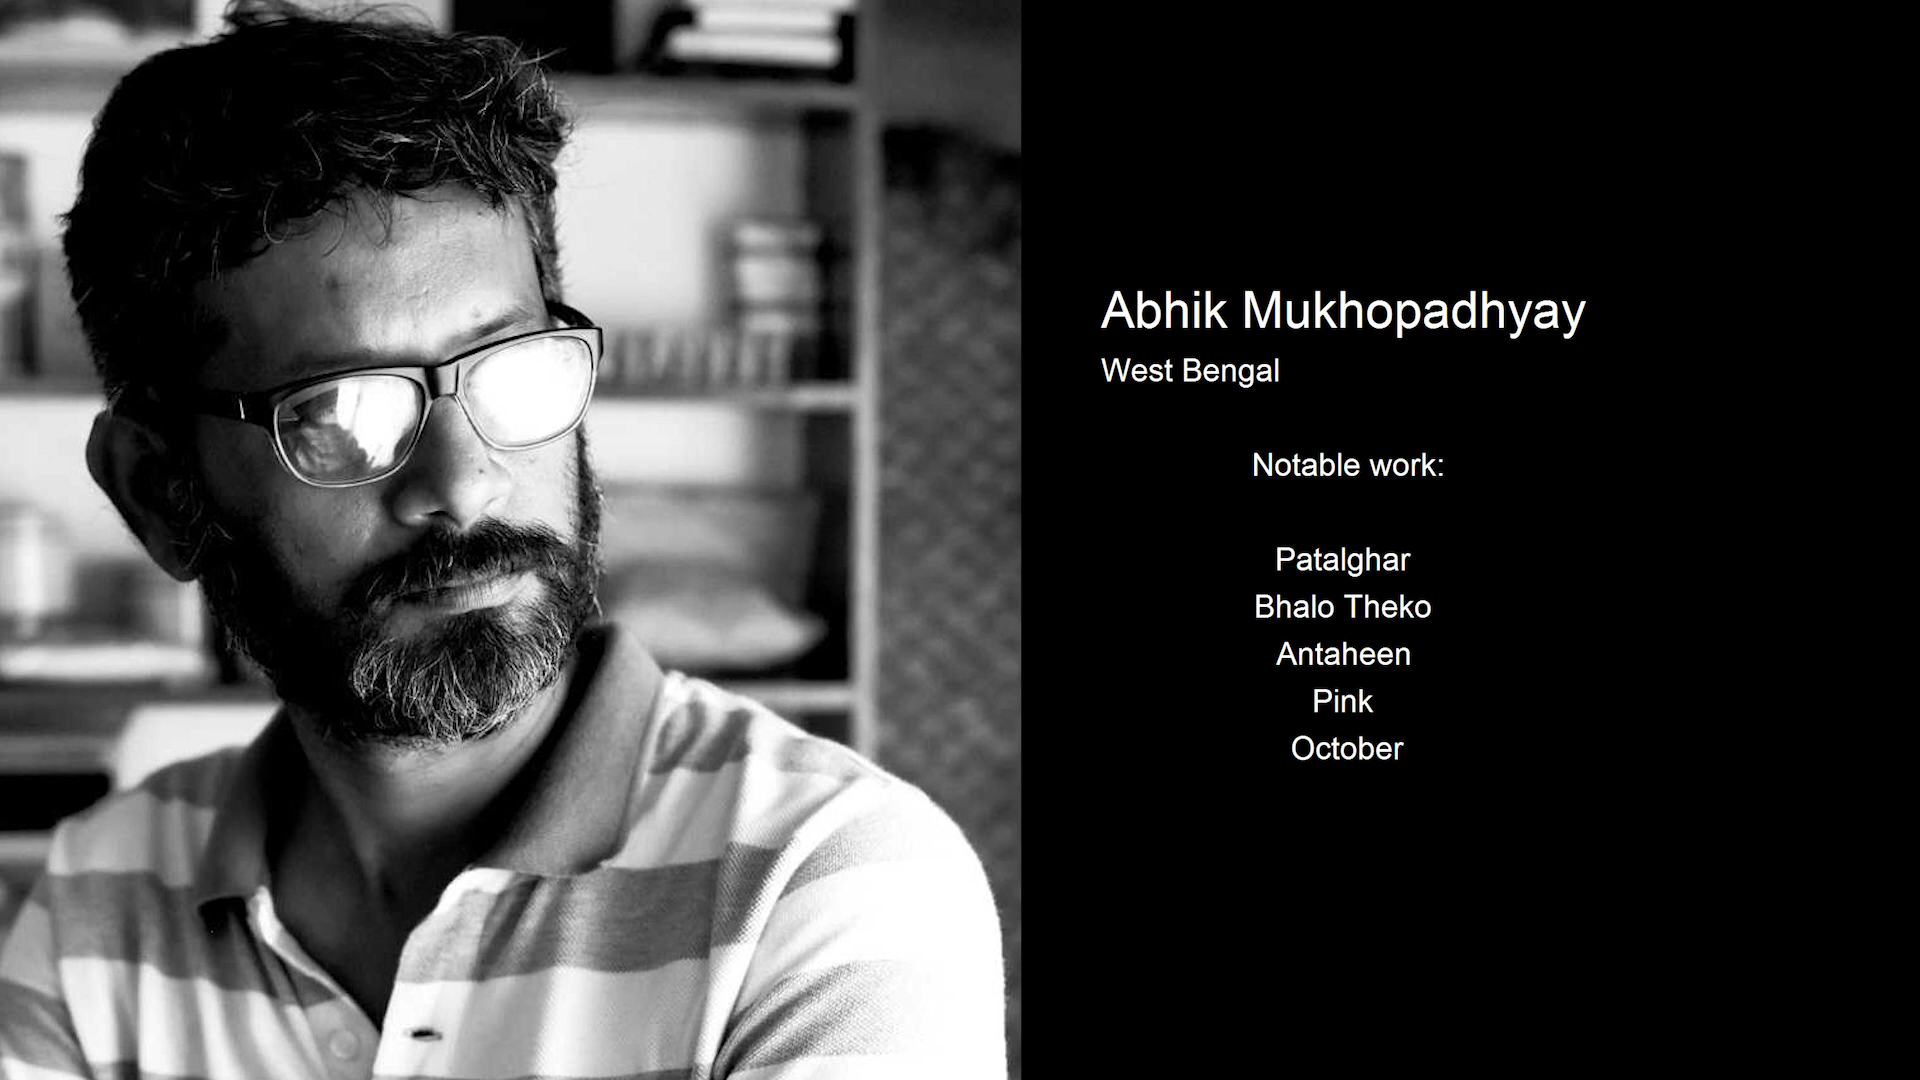 Abhik Mukhopadhyay
West Bengal
Notable work:
Patalghar
Bhalo Theko
Antaheen
Pink
October